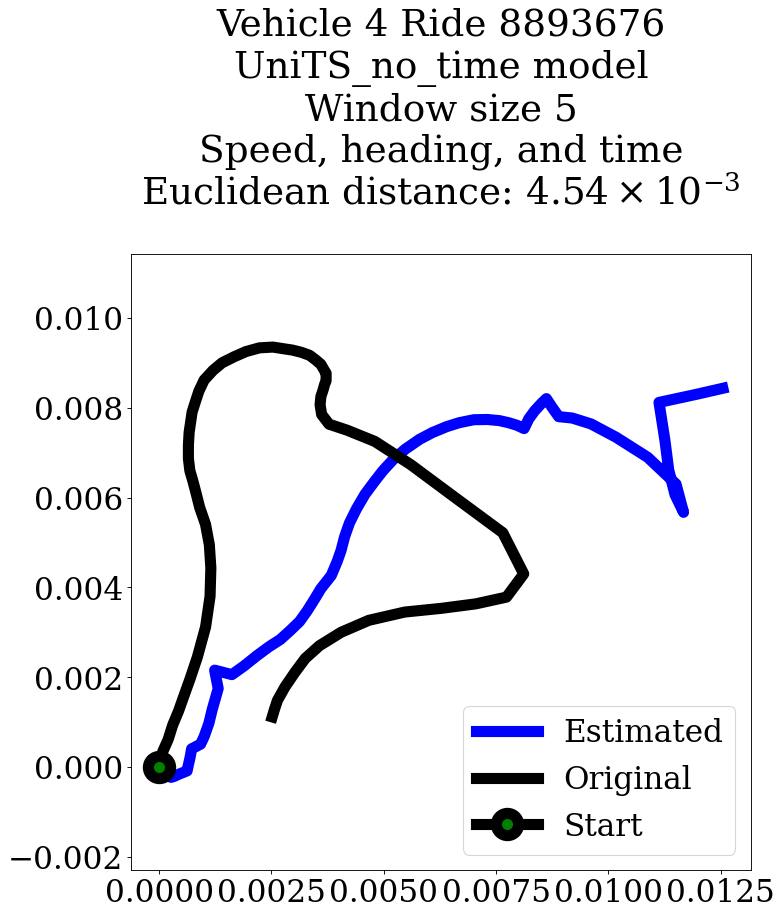 Vehicle 4 Ride 8893676
UniTS_no_time model
Window size 5
Speed, heading, and time
Euclidean distance: 4.54 × 10⁻³
0.010
0.008
0.006
0.004
0.002
0.000
−0.002
0.0000 0.0025 0.0050 0.0075 0.0100 0.0125
Estimated
Original
Start